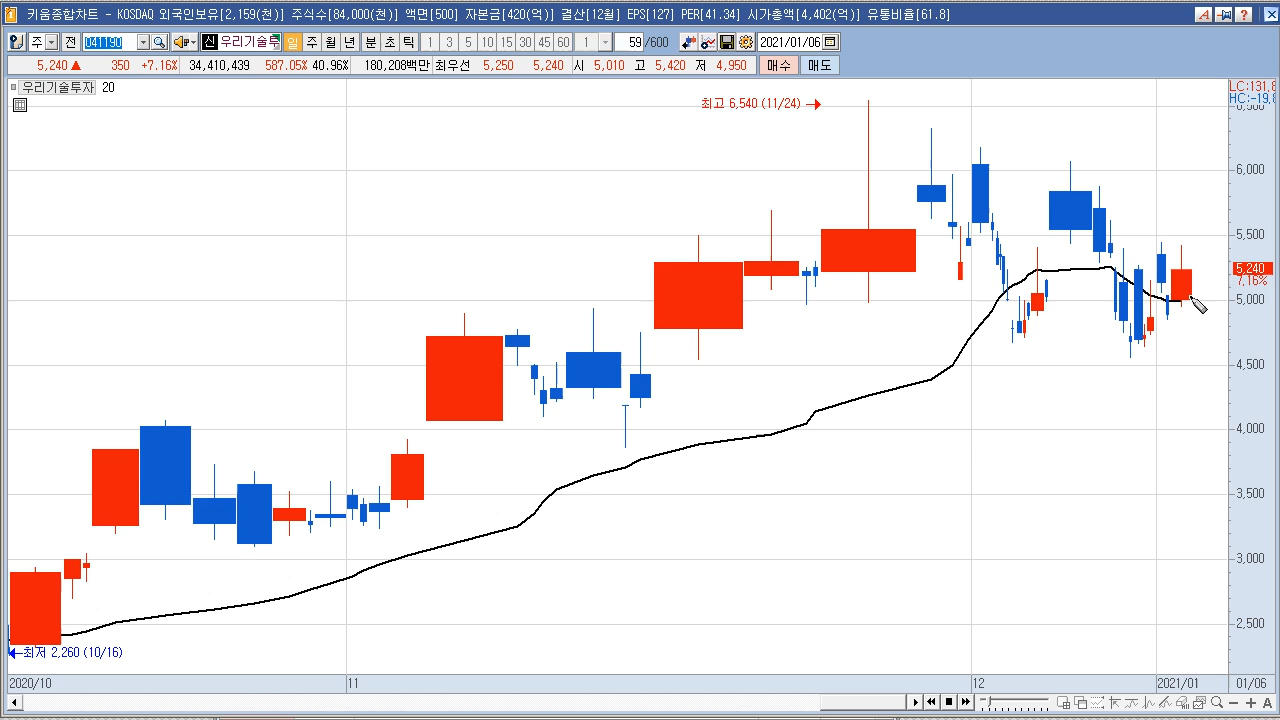 키움종합차트 - KOSDAQ 외국인보유[2,159(천)] 주식수[84,000(천)] 액면[500] 자본금[420(억)] 결산[12월] EPS[127] PER[41.34] 시가총액[4,402(억)] 유통비율[61.8]
주 전 041190 신 우리기술투 일 주 월 년 분 초 틱 1 3 5 10 15 30 45 60 1 59 /600 2021/01/06
5,240 ▲ 350 +7.16% 34,410,439 587.05% 40.96% 180,208백만 최우선 5,250 5,240 시 5,010 고 5,420 저 4,950 매수 매도
우리기술투자 20
LC:131.8
HC:-19.8
최고 6,540 (11/24)
6,500
6,000
5,500
5,240
7.16%
5,000
4,500
4,000
3,500
3,000
2,500
최저 2,260 (10/16)
2020/10 11 12 2021/01 01/06
A